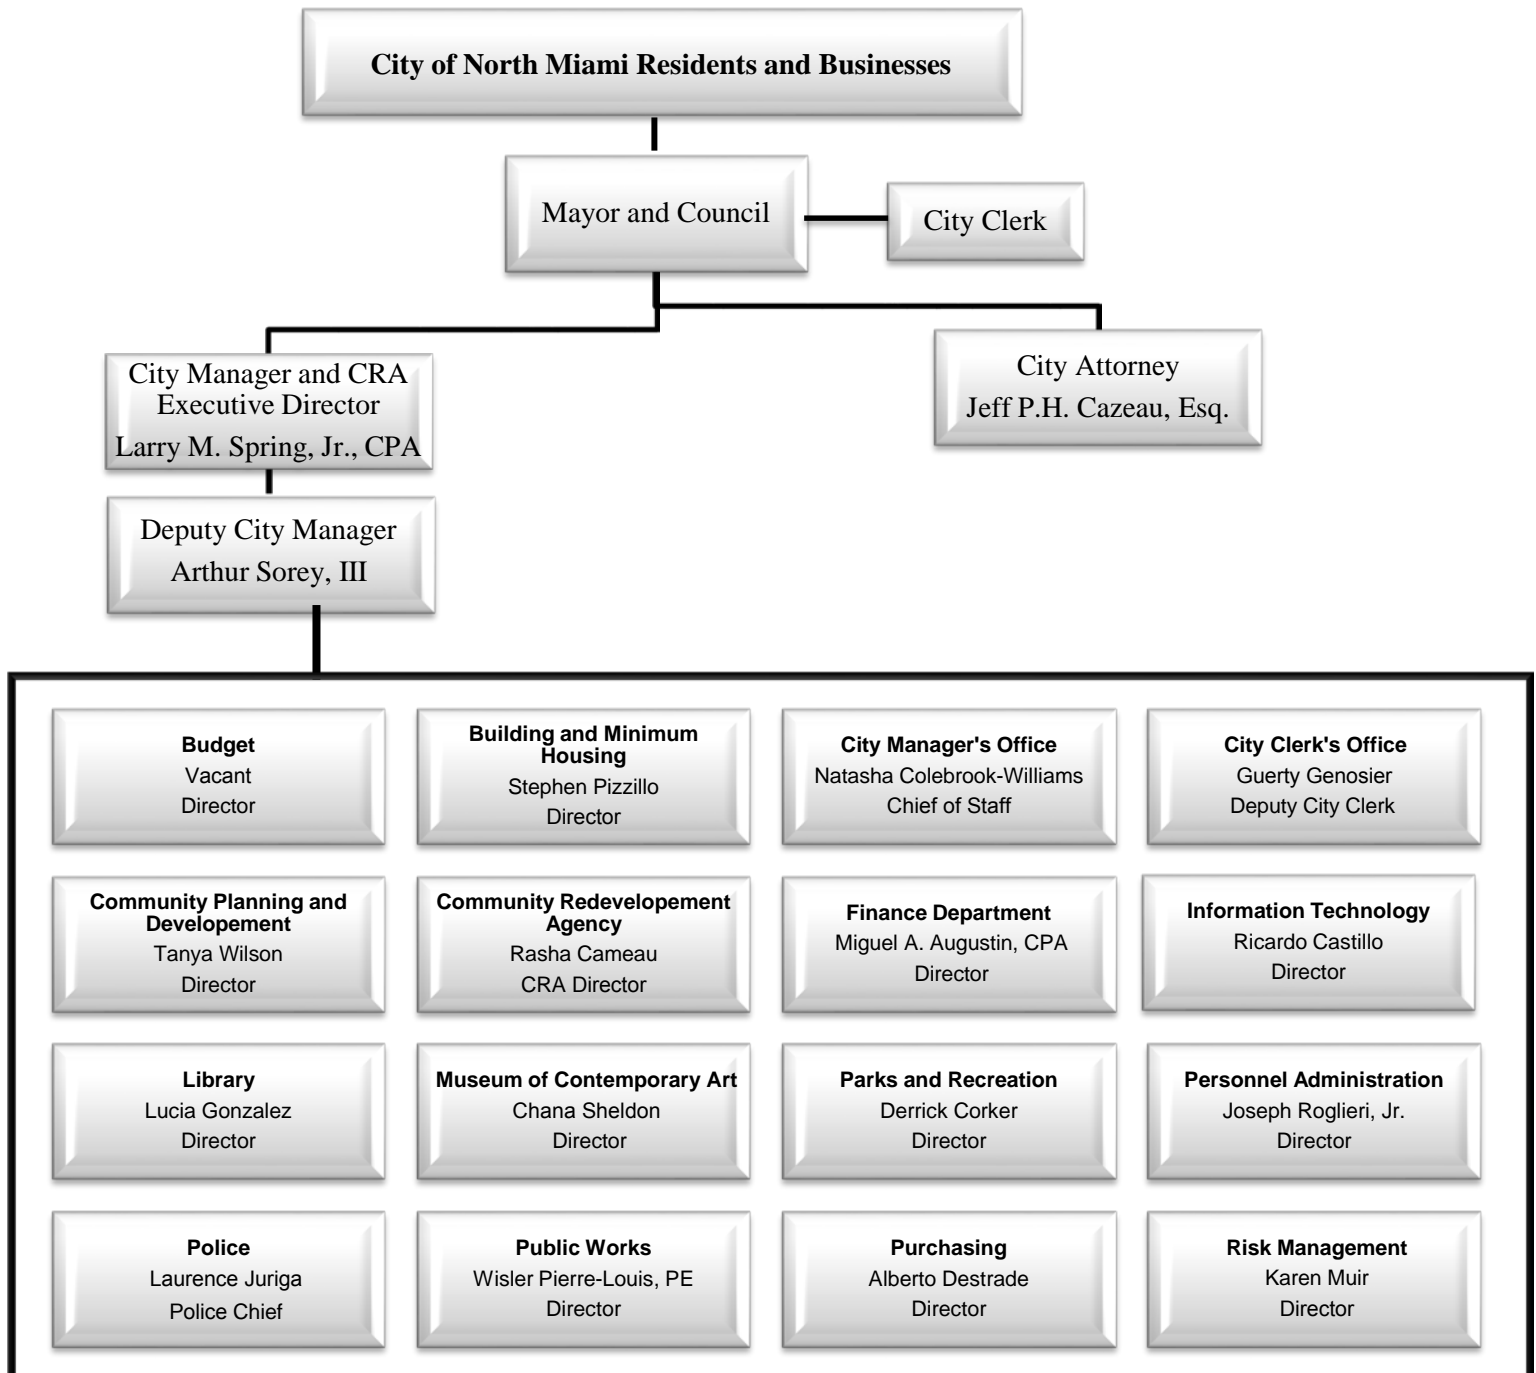 City of North Miami Residents and Businesses
Mayor and Council
City Clerk
City Manager and CRA
Executive Director
Larry M. Spring, Jr., CPA
City Attorney
Jeff P.H. Cazeau, Esq.
Deputy City Manager
Arthur Sorey, III
Budget
Vacant
Director
Building and Minimum
Housing
Stephen Pizzillo
Director
City Manager's Office
Natasha Colebrook-Williams
Chief of Staff
City Clerk's Office
Guerty Genosier
Deputy City Clerk
Community Planning and
Developement
Tanya Wilson
Director
Community Redevelopement
Agency
Rasha Cameau
CRA Director
Finance Department
Miguel A. Augustin, CPA
Director
Information Technology
Ricardo Castillo
Director
Library
Lucia Gonzalez
Director
Museum of Contemporary Art
Chana Sheldon
Director
Parks and Recreation
Derrick Corker
Director
Personnel Administration
Joseph Roglieri, Jr.
Director
Police
Laurence Juriga
Police Chief
Public Works
Wisler Pierre-Louis, PE
Director
Purchasing
Alberto Destrade
Director
Risk Management
Karen Muir
Director